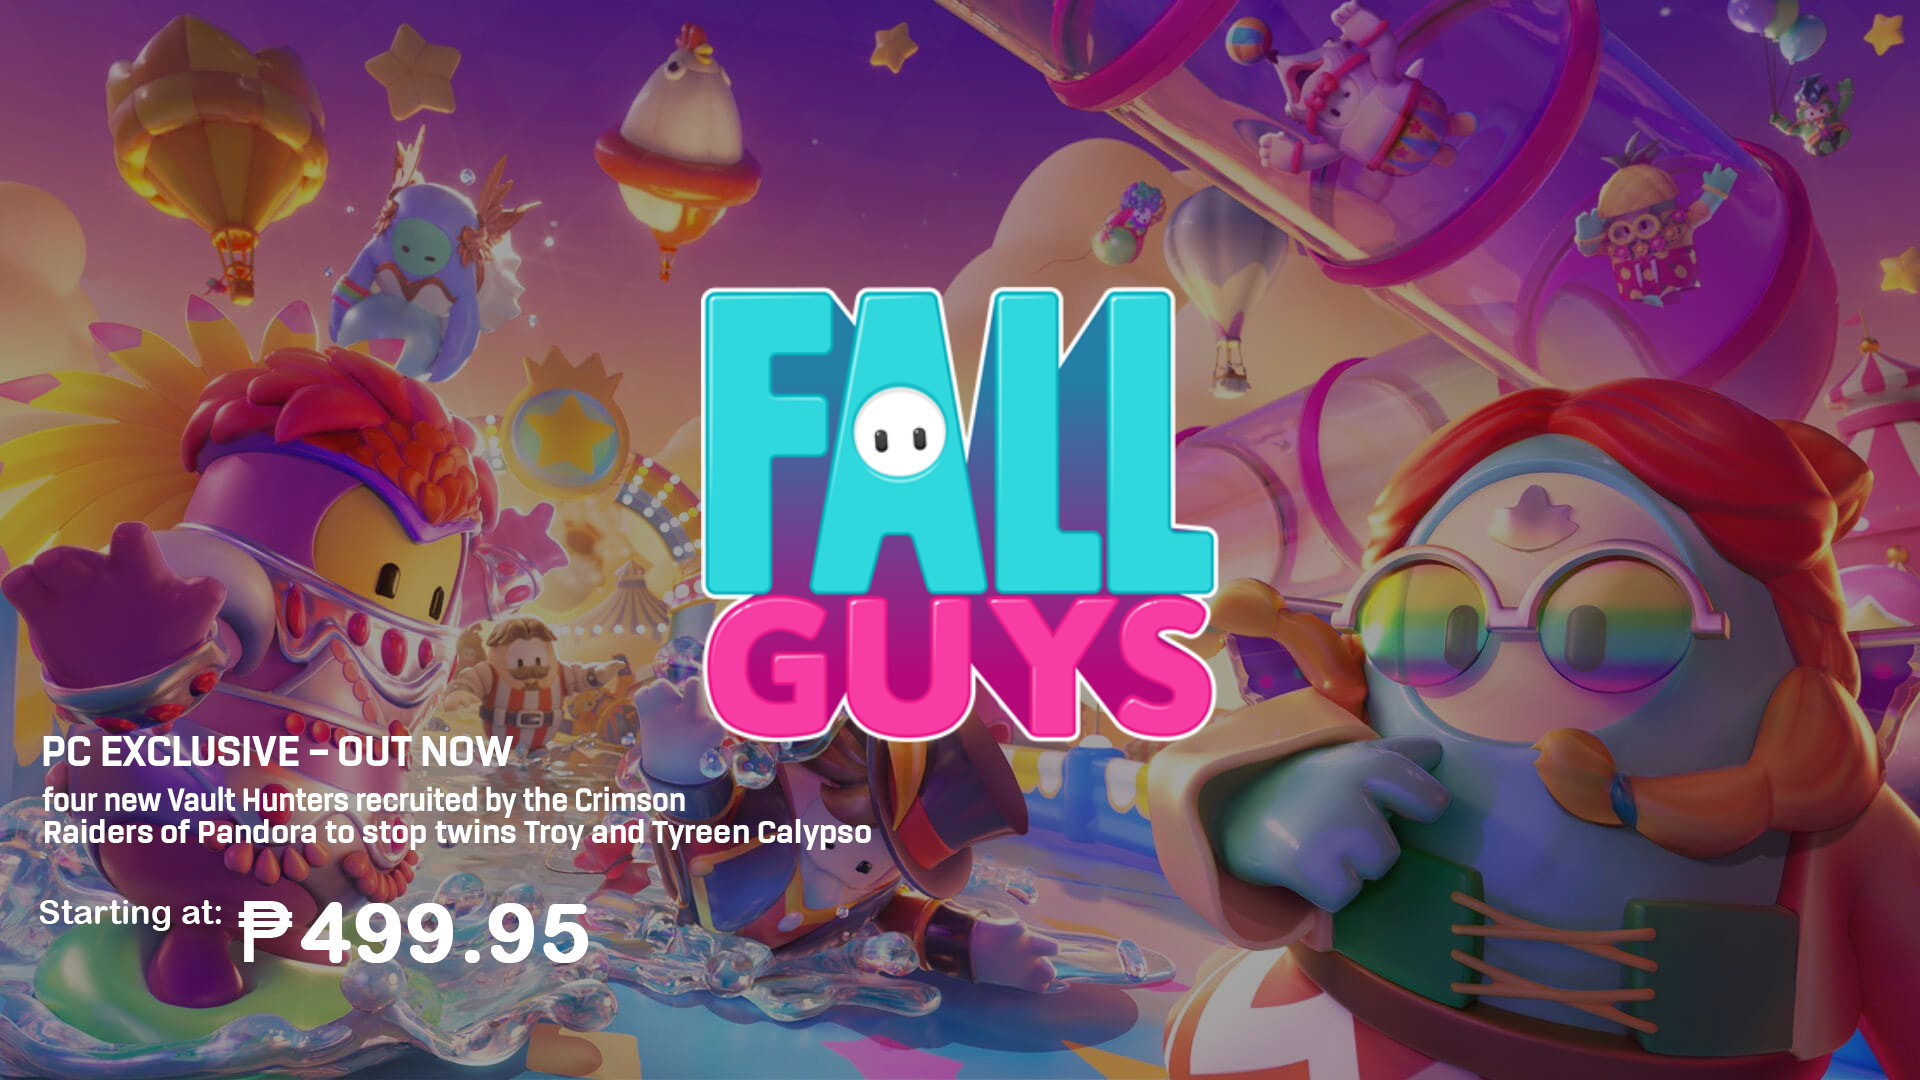 FALL
GUYS
PC EXCLUSIVE – OUT NOW
four new Vault Hunters recruited by the Crimson
Raiders of Pandora to stop twins Troy and Tyreen Calypso
Starting at: ₱499.95